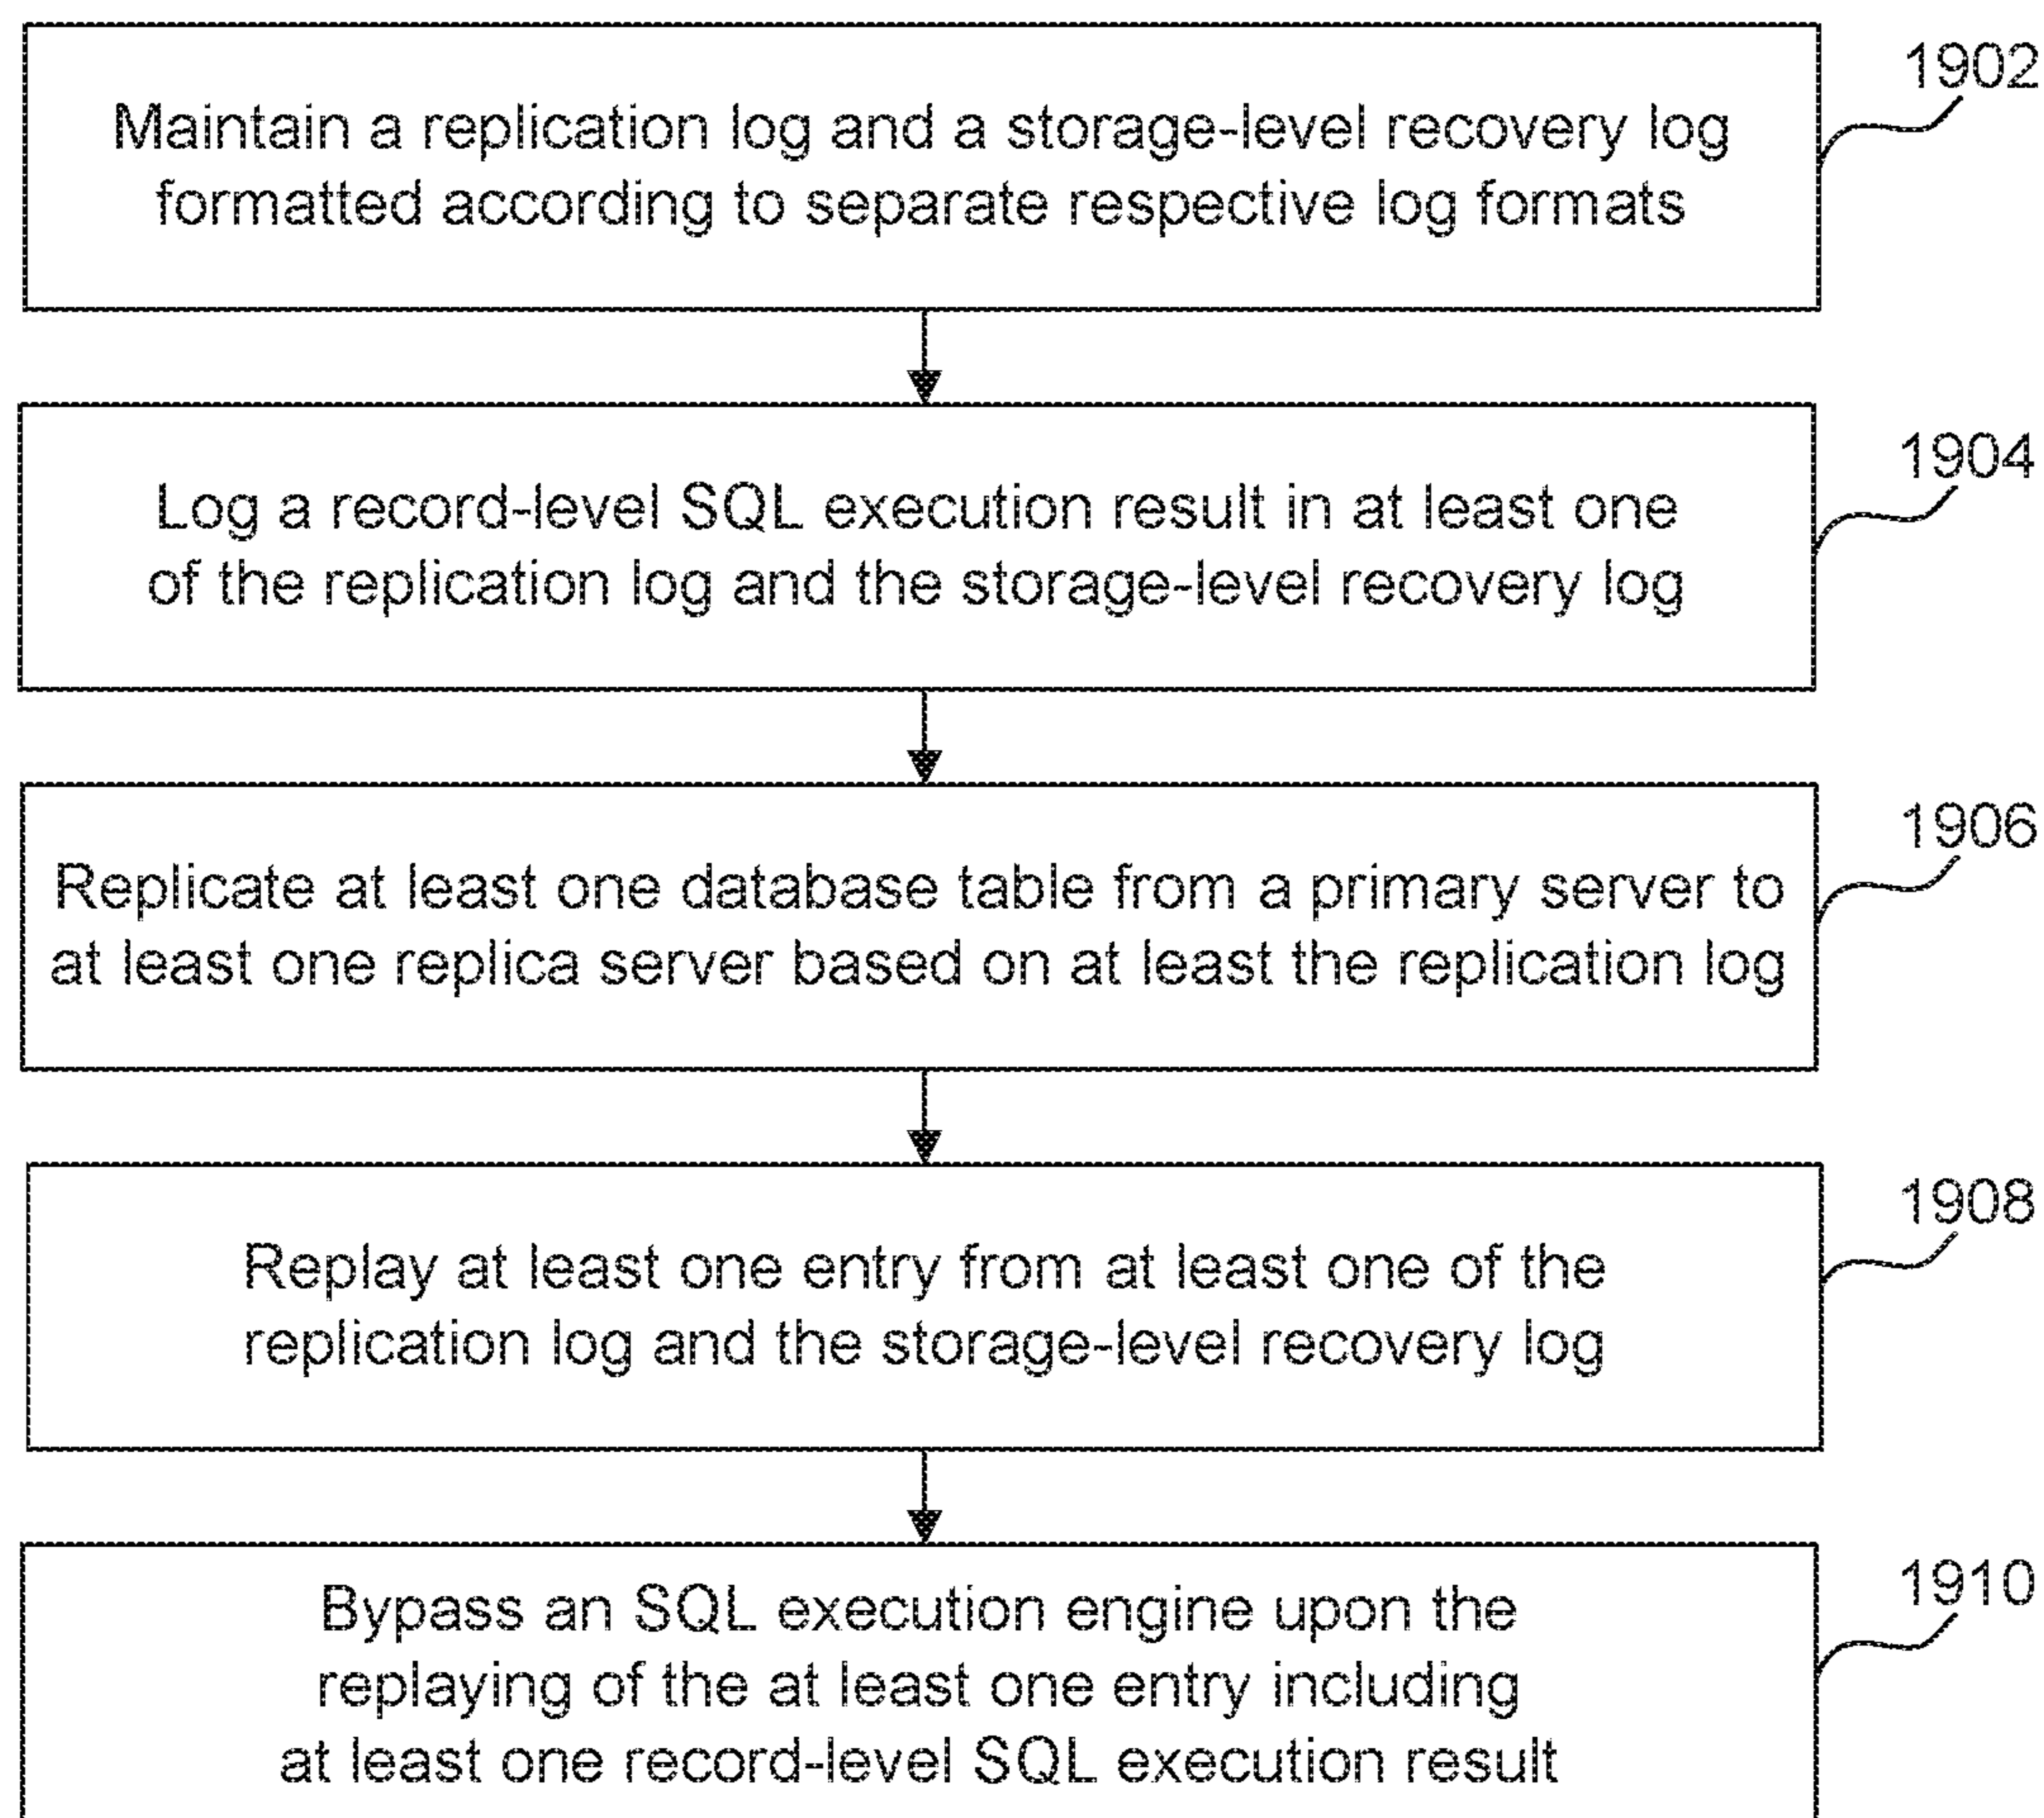 1902
Maintain a replication log and a storage-level recovery log
formatted according to separate respective log formats
1904
Log a record-level SQL execution result in at least one
of the replication log and the storage-level recovery log
1906
Replicate at least one database table from a primary server to
at least one replica server based on at least the replication log
1908
Replay at least one entry from at least one of the
replication log and the storage-level recovery log
1910
Bypass an SQL execution engine upon the
replaying of the at least one entry including
at least one record-level SQL execution result